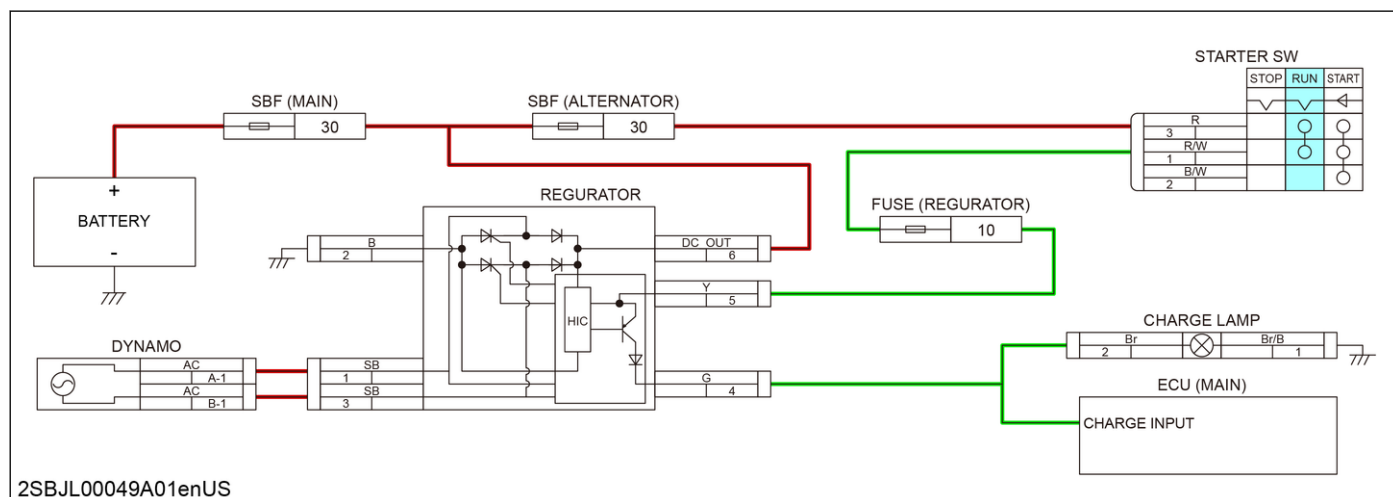 STARTER SW
STOP RUN START
SBF (MAIN)
30
SBF (ALTERNATOR)
30
R
3
R/W
1
B/W
2
+
BATTERY
-
REGURATOR
FUSE (REGURATOR)
10
B
2
DC OUT
6
Y
5
HIC
DYNAMO
AC
A-1
AC
B-1
SB
1
SB
3
G
4
CHARGE LAMP
Br
2
Br/B
1
ECU (MAIN)
CHARGE INPUT
2SBJL00049A01enUS